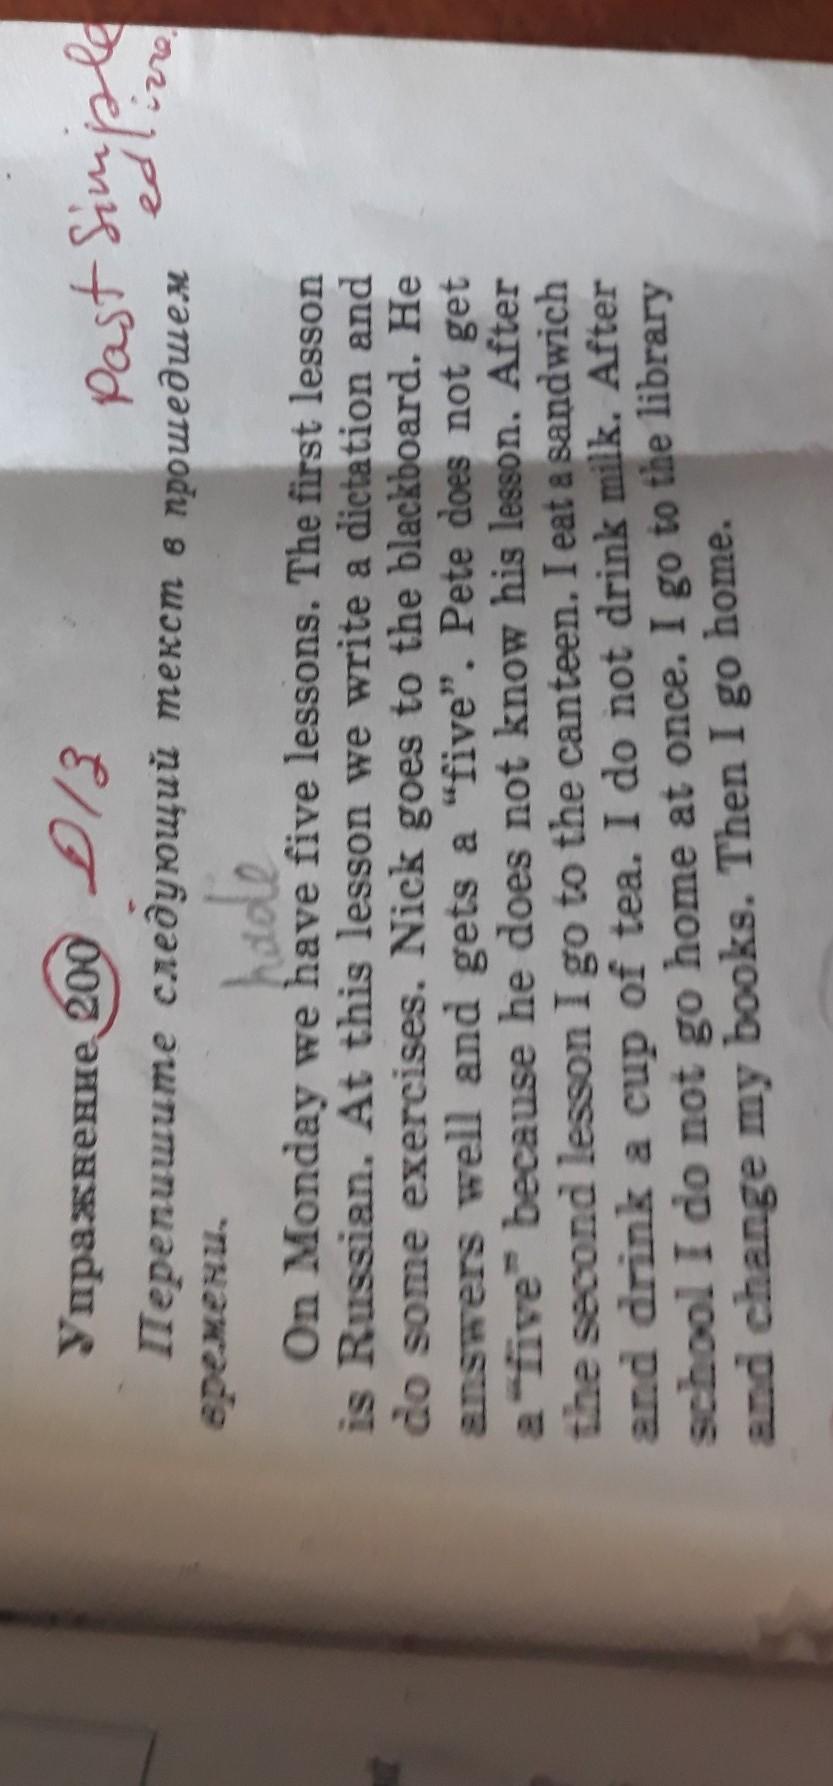 Past Simple
Упражнение 200 D/З
ed/
Перепишите следующий текст в прошедшем
времени.
hade
On Monday we have five lessons. The first lesson
is Russian. At this lesson we write a dictation and
do some exercises. Nick goes to the blackboard. He
answers well and gets a “five”. Pete does not get
a “five” because he does not know his lesson. After
the second lesson I go to the canteen. I eat a sandwich
and drink a cup of tea. I do not drink milk. After
school I do not go home at once. I go to the library
and change my books. Then I go home.